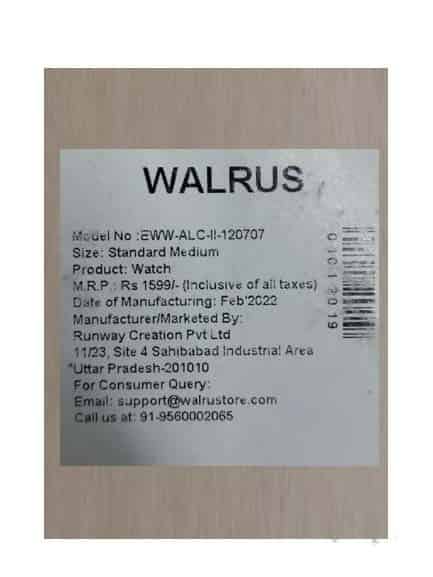 WALRUS
Model No :EWW-ALC-II-120707
Size: Standard Medium
Product: Watch
M.R.P : Rs 1599/- (Inclusive of all taxes)
Date of Manufacturing: Feb'2022
Manufacturer/Marketed By:
Runway Creation Pvt Ltd
11/23, Site 4 Sahibabad Industrial Area
Uttar Pradesh-201010
For Consumer Query:
Email: support@walrustore.com
Call us at: 91-9560002065